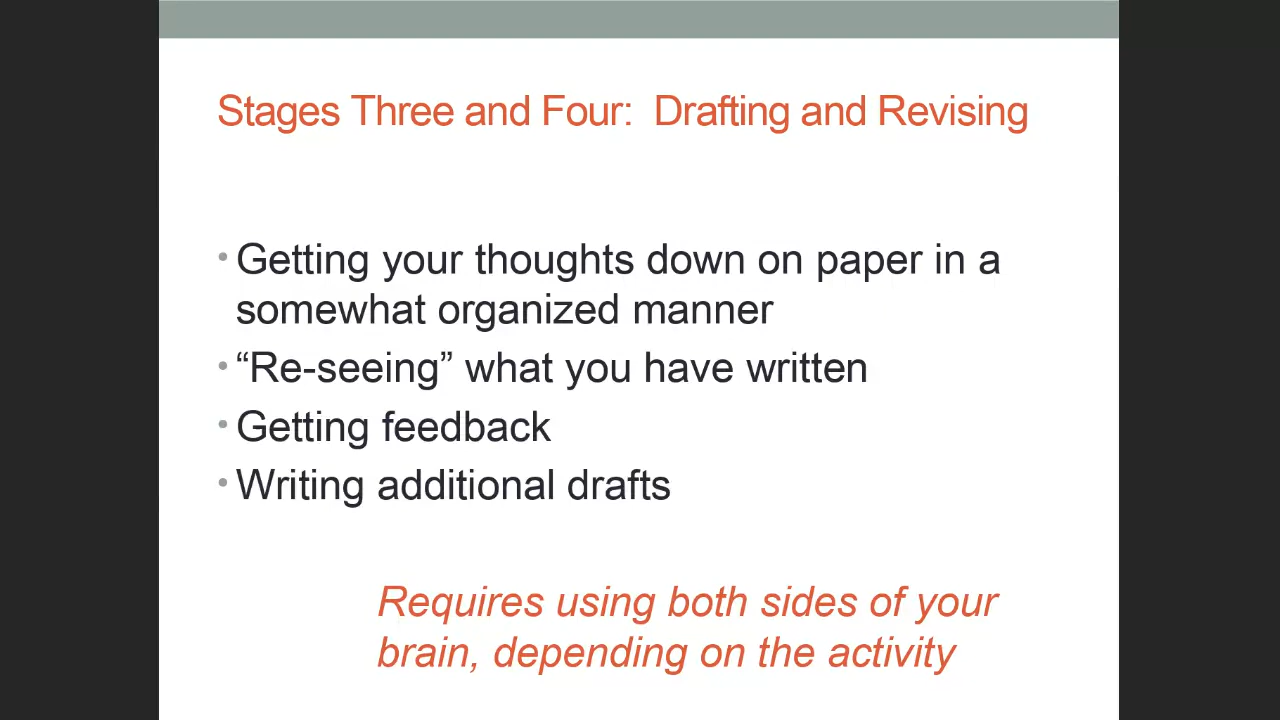 Stages Three and Four:  Drafting and Revising
• Getting your thoughts down on paper in a
somewhat organized manner
• “Re-seeing” what you have written
• Getting feedback
• Writing additional drafts
Requires using both sides of your
brain, depending on the activity